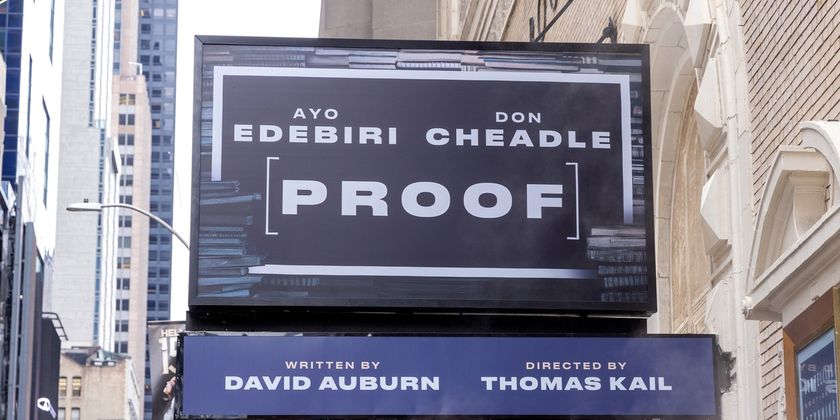 AYO
EDEBIRI
DON
CHEADLE
[PROOF]
WRITTEN BY
DAVID AUBURN
DIRECTED BY
THOMAS KAIL